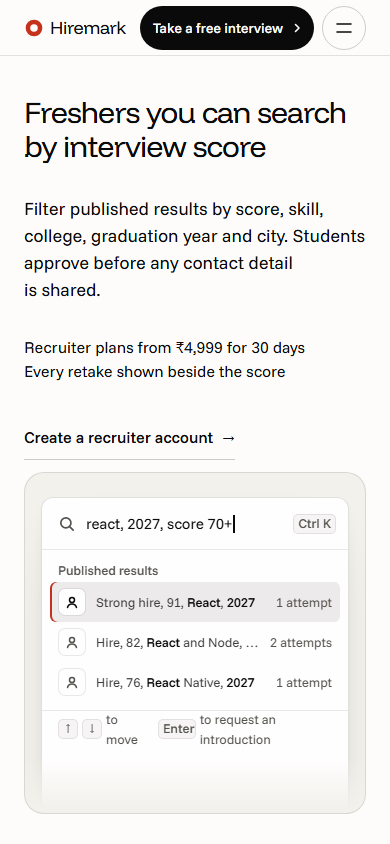 Hiremark
Take a free interview
Freshers you can search
by interview score
Filter published results by score, skill,
college, graduation year and city. Students
approve before any contact detail
is shared.
Recruiter plans from ₹4,999 for 30 days
Every retake shown beside the score
Create a recruiter account →
react, 2027, score 70+ Ctrl K
Published results
Strong hire, 91, React, 2027 1 attempt
Hire, 82, React and Node, … 2 attempts
Hire, 76, React Native, 2027 1 attempt
↑ ↓ to move Enter to request an introduction